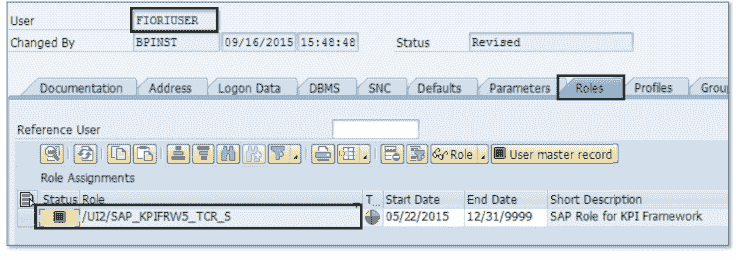 User FIORIUSER
Changed By BPINST 09/16/2015 15:48:48 Status Revised
Documentation Address Logon Data DBMS SNC Defaults Parameters Roles Profiles Group
Reference User
Role User master record
Role Assignments
Status Role T... Start Date End Date Short Description
/UI2/SAP_KPIFRW5_TCR_S 05/22/2015 12/31/9999 SAP Role for KPI Framework